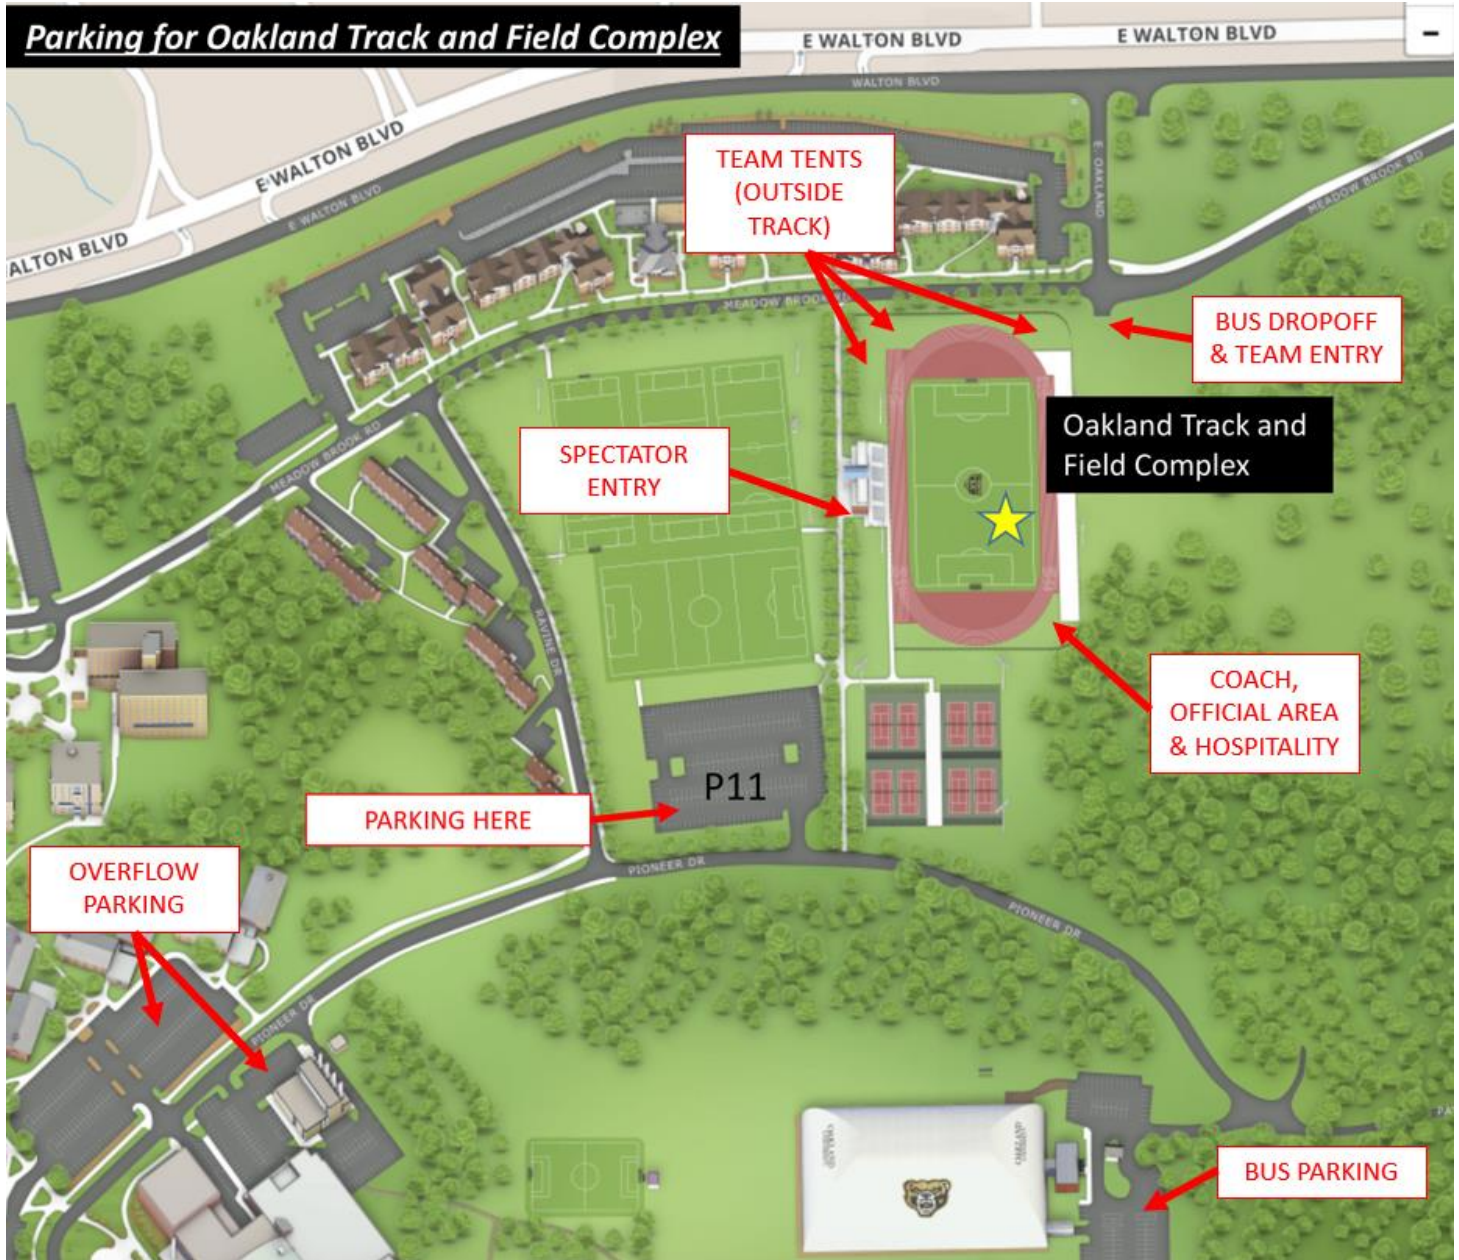 Parking for Oakland Track and Field Complex
E WALTON BLVD
E WALTON BLVD
–
WALTON BLVD
E WALTON BLVD
E WALTON BLVD
ALTON BLVD
E. OAKLAND
MEADOW BROOK RD
TEAM TENTS
(OUTSIDE
TRACK)
MEADOW BROOK
BUS DROPOFF
& TEAM ENTRY
Oakland Track and
Field Complex
SPECTATOR
ENTRY
MEADOW BROOK RD
RAVINE DR
COACH,
OFFICIAL AREA
& HOSPITALITY
P11
PARKING HERE
PIONEER DR
OVERFLOW
PARKING
PIONEER DR
PIONEER DR
BUS PARKING